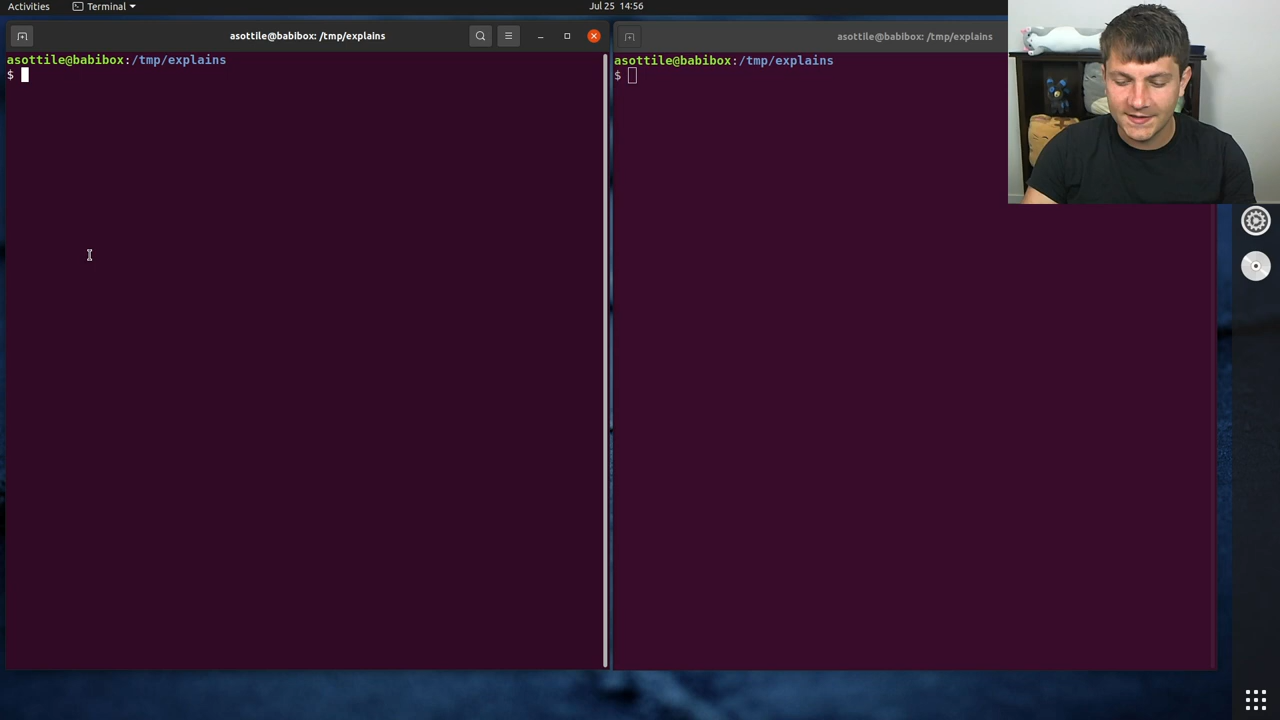 Activities
Terminal
Jul 25 14:56
asottile@babibox: /tmp/explains
asottile@babibox:/tmp/explains
$
asottile@babibox: /tmp/explains
asottile@babibox:/tmp/explains
$